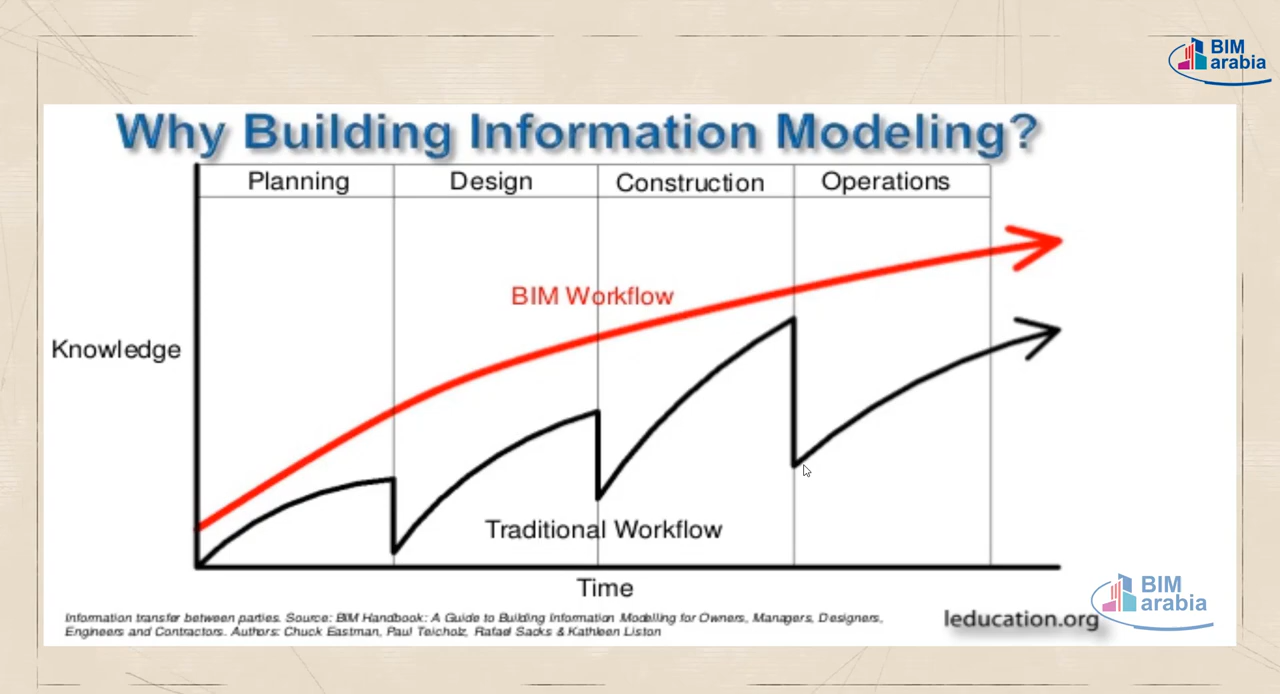 BIM
arabia
Why Building Information Modeling?
Planning Design Construction Operations
BIM Workflow
Knowledge
Traditional Workflow
Time
Information transfer between parties. Source: BIM Handbook: A Guide to Building Information Modelling for Owners, Managers, Designers,
Engineers and Contractors. Authors: Chuck Eastman, Paul Teicholz, Rafael Sacks & Kathleen Liston
leducation.org
BIM
arabia